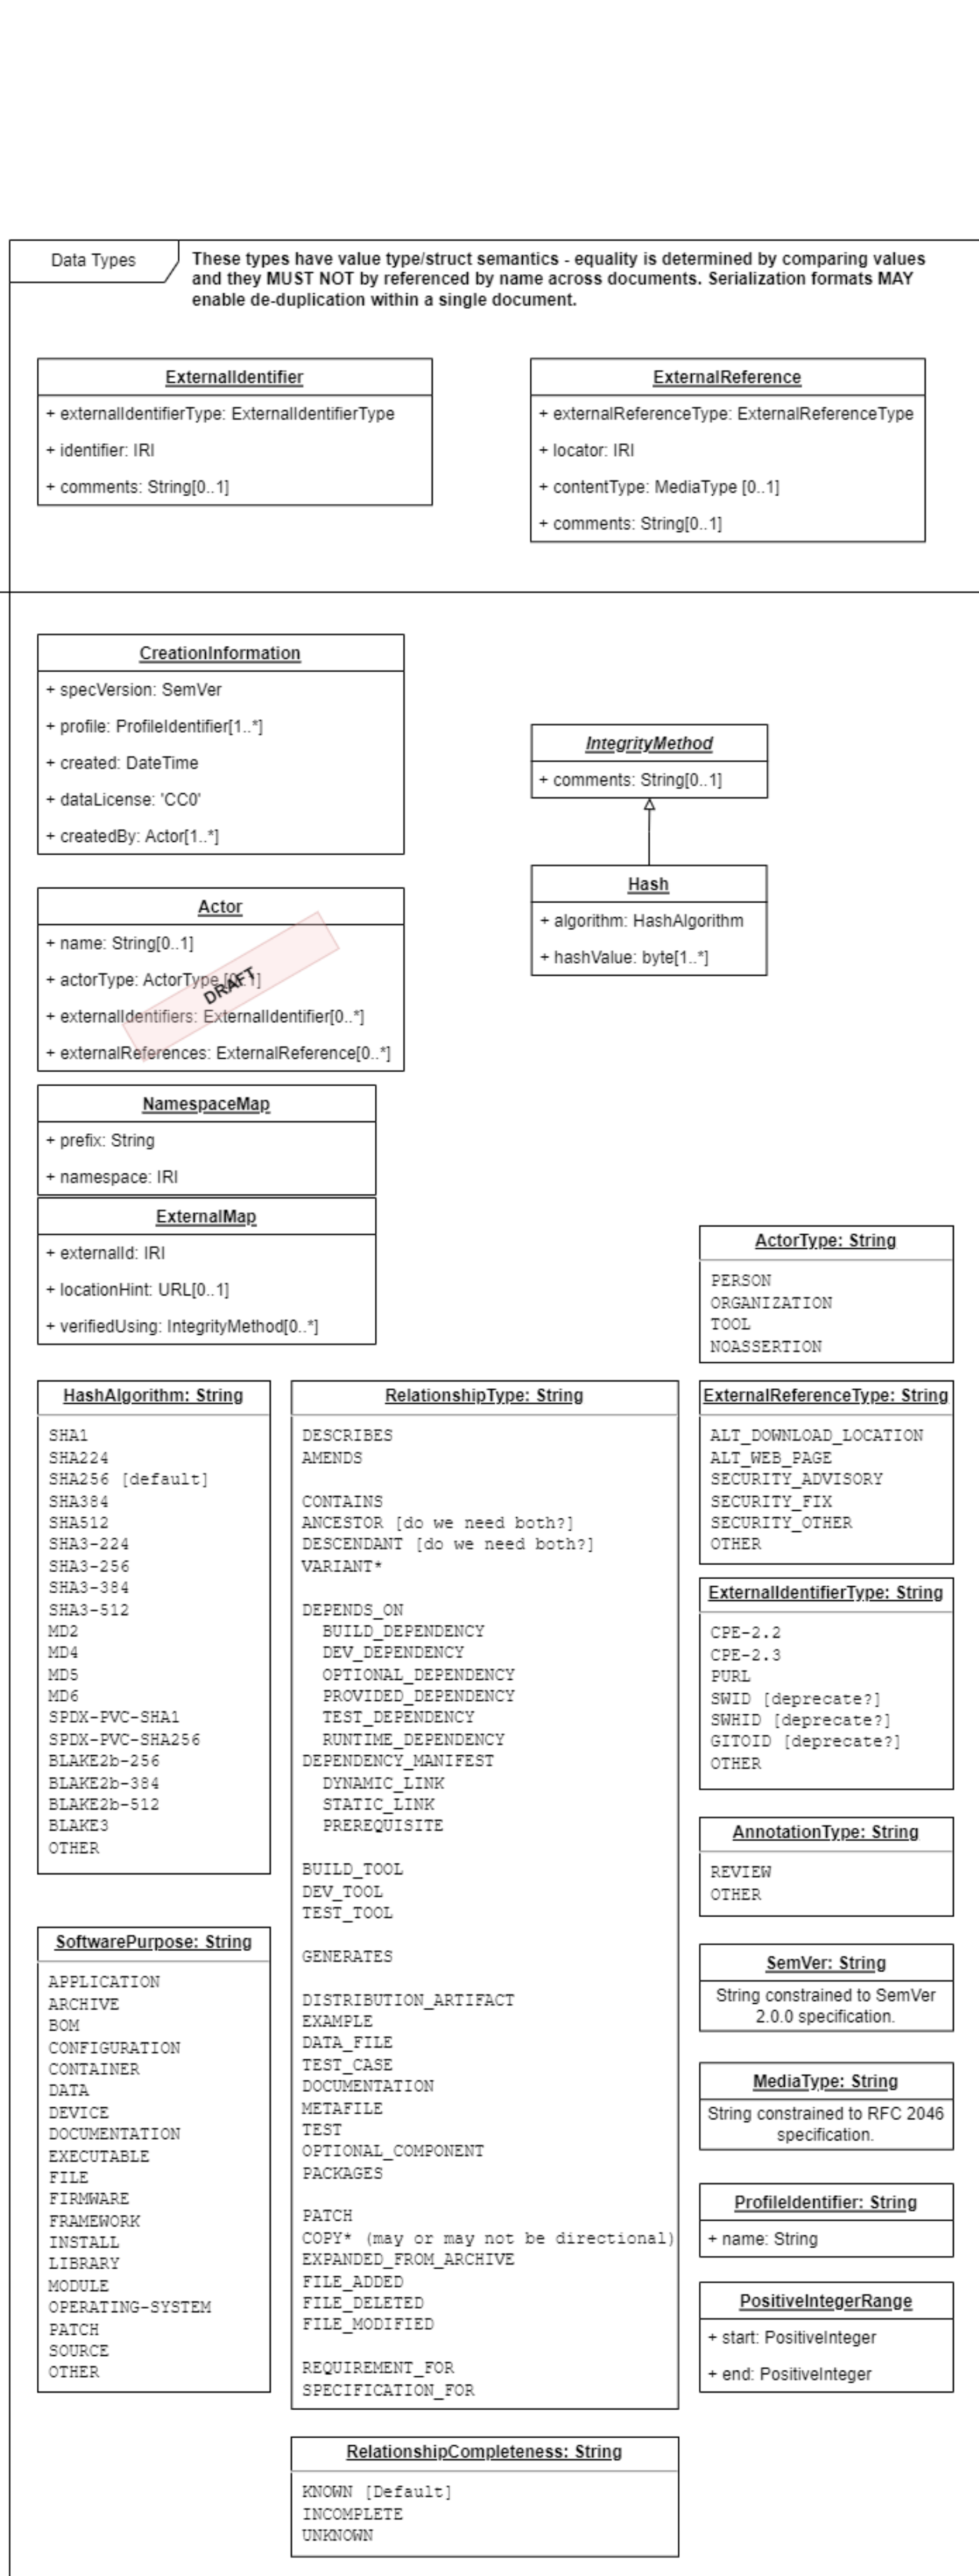 Data Types
These types have value type/struct semantics - equality is determined by comparing values
and they MUST NOT by referenced by name across documents. Serialization formats MAY
enable de-duplication within a single document.
ExternalIdentifier
+ externalIdentifierType: ExternalIdentifierType
+ identifier: IRI
+ comments: String[0..1]
ExternalReference
+ externalReferenceType: ExternalReferenceType
+ locator: IRI
+ contentType: MediaType [0..1]
+ comments: String[0..1]
CreationInformation
+ specVersion: SemVer
+ profile: ProfileIdentifier[1..*]
+ created: DateTime
+ dataLicense: 'CC0'
+ createdBy: Actor[1..*]
IntegrityMethod
+ comments: String[0..1]
Hash
+ algorithm: HashAlgorithm
+ hashValue: byte[1..*]
Actor
+ name: String[0..1]
+ actorType: ActorType [0..1]
+ externalIdentifiers: ExternalIdentifier[0..*]
+ externalReferences: ExternalReference[0..*]
DRAFT
NamespaceMap
+ prefix: String
+ namespace: IRI
ExternalMap
+ externalId: IRI
+ locationHint: URL[0..1]
+ verifiedUsing: IntegrityMethod[0..*]
ActorType: String
PERSON
ORGANIZATION
TOOL
NOASSERTION
HashAlgorithm: String
SHA1
SHA224
SHA256 [default]
SHA384
SHA512
SHA3-224
SHA3-256
SHA3-384
SHA3-512
MD2
MD4
MD5
MD6
SPDX-PVC-SHA1
SPDX-PVC-SHA256
BLAKE2b-256
BLAKE2b-384
BLAKE2b-512
BLAKE3
OTHER
RelationshipType: String
DESCRIBES
AMENDS
CONTAINS
ANCESTOR [do we need both?]
DESCENDANT [do we need both?]
VARIANT*
DEPENDS_ON
BUILD_DEPENDENCY
DEV_DEPENDENCY
OPTIONAL_DEPENDENCY
PROVIDED_DEPENDENCY
TEST_DEPENDENCY
RUNTIME_DEPENDENCY
DEPENDENCY_MANIFEST
DYNAMIC_LINK
STATIC_LINK
PREREQUISITE
BUILD_TOOL
DEV_TOOL
TEST_TOOL
GENERATES
DISTRIBUTION_ARTIFACT
EXAMPLE
DATA_FILE
TEST_CASE
DOCUMENTATION
METAFILE
TEST
OPTIONAL_COMPONENT
PACKAGES
PATCH
COPY* (may or may not be directional)
EXPANDED_FROM_ARCHIVE
FILE_ADDED
FILE_DELETED
FILE_MODIFIED
REQUIREMENT_FOR
SPECIFICATION_FOR
ExternalReferenceType: String
ALT_DOWNLOAD_LOCATION
ALT_WEB_PAGE
SECURITY_ADVISORY
SECURITY_FIX
SECURITY_OTHER
OTHER
ExternalIdentifierType: String
CPE-2.2
CPE-2.3
PURL
SWID [deprecate?]
SWHID [deprecate?]
GITOID [deprecate?]
OTHER
AnnotationType: String
REVIEW
OTHER
SoftwarePurpose: String
APPLICATION
ARCHIVE
BOM
CONFIGURATION
CONTAINER
DATA
DEVICE
DOCUMENTATION
EXECUTABLE
FILE
FIRMWARE
FRAMEWORK
INSTALL
LIBRARY
MODULE
OPERATING-SYSTEM
PATCH
SOURCE
OTHER
SemVer: String
String constrained to SemVer
2.0.0 specification.
MediaType: String
String constrained to RFC 2046
specification.
ProfileIdentifier: String
+ name: String
PositiveIntegerRange
+ start: PositiveInteger
+ end: PositiveInteger
RelationshipCompleteness: String
KNOWN [Default]
INCOMPLETE
UNKNOWN